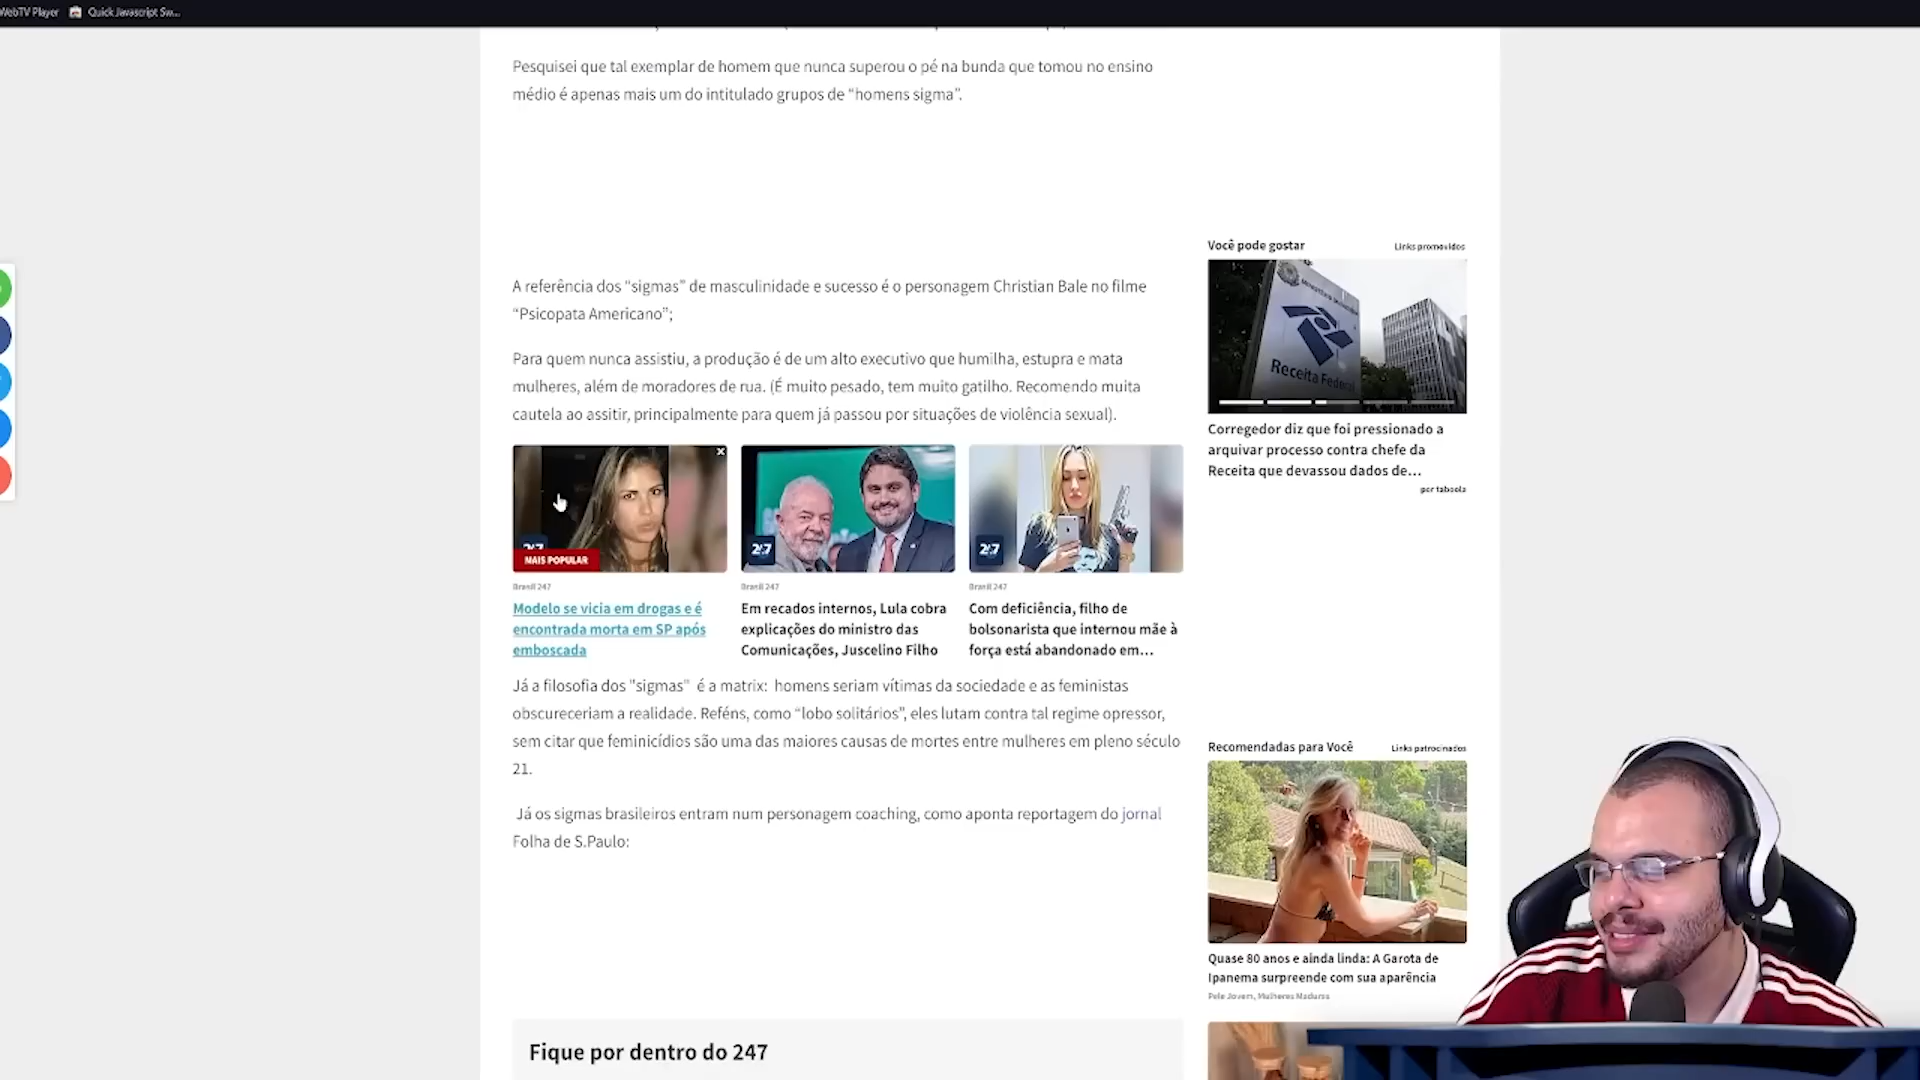 WebTV Player
Quick Javascript Sw...
Pesquisei que tal exemplar de homem que nunca superou o pé na bunda que tomou no ensino
médio é apenas mais um do intitulado grupos de “homens sigma”.
A referência dos “sigmas” de masculinidade e sucesso é o personagem Christian Bale no filme
“Psicopata Americano”;
Para quem nunca assistiu, a produção é de um alto executivo que humilha, estupra e mata
mulheres, além de moradores de rua. (É muito pesado, tem muito gatilho. Recomendo muita
cautela ao assitir, principalmente para quem já passou por situações de violência sexual).
MAIS POPULAR
247
247
Brasil 247
Modelo se vicia em drogas e é
encontrada morta em SP após
emboscada
Brasil 247
Em recados internos, Lula cobra
explicações do ministro das
Comunicações, Juscelino Filho
Brasil 247
Com deficiência, filho de
bolsonarista que internou mãe à
força está abandonado em...
Já a filosofia dos "sigmas" é a matrix: homens seriam vítimas da sociedade e as feministas
obscureceriam a realidade. Reféns, como “lobo solitários”, eles lutam contra tal regime opressor,
sem citar que feminicídios são uma das maiores causas de mortes entre mulheres em pleno século
21.
Já os sigmas brasileiros entram num personagem coaching, como aponta reportagem do jornal
Folha de S.Paulo:
Fique por dentro do 247
Você pode gostar
Links promovidos
Receita Federal
Corregedor diz que foi pressionado a
arquivar processo contra chefe da
Receita que devassou dados de...
por taboola
Recomendadas para Você
Links patrocinados
Quase 80 anos e ainda linda: A Garota de
Ipanema surpreende com sua aparência
Pele Jovem, Mulheres Maduras